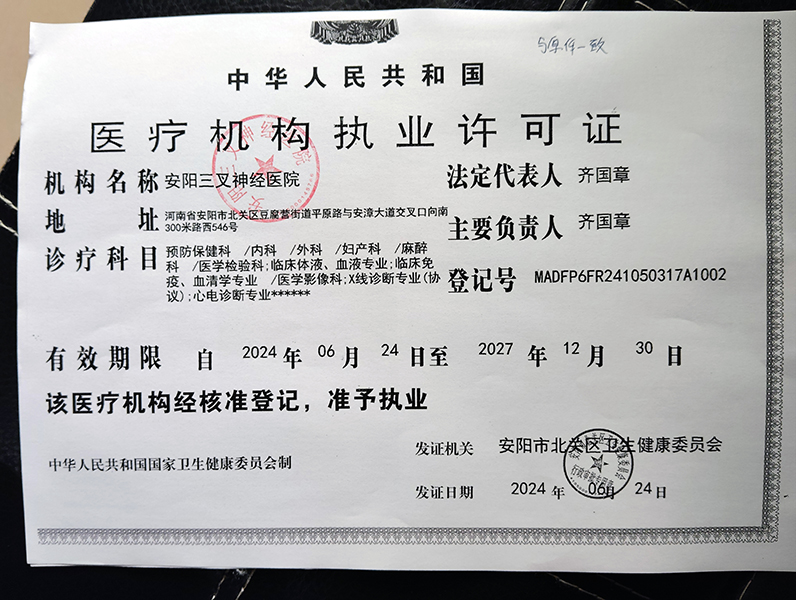 与原件一致
中华人民共和国
医疗机构执业许可证
机构名称 安阳三叉神经医院
法定代表人 齐国章
地址 河南省安阳市北关区豆腐营街道平原路与安漳大道交叉口向南
300米路西546号
主要负责人 齐国章
诊疗科目 预防保健科 /内科 /外科 /妇产科 /麻醉
科 /医学检验科;临床体液、血液专业;临床免
疫、血清学专业 /医学影像科;X线诊断专业(协
议);心电诊断专业******
登记号 MADFP6FR241050317A1002
有效期限 自 2024 年 06 月 24 日至 2027 年 12 月 30 日
该医疗机构经核准登记，准予执业
发证机关 安阳市北关区卫生健康委员会
中华人民共和国国家卫生健康委员会制
发证日期 2024 年 06月 24 日
安阳三叉神经医院